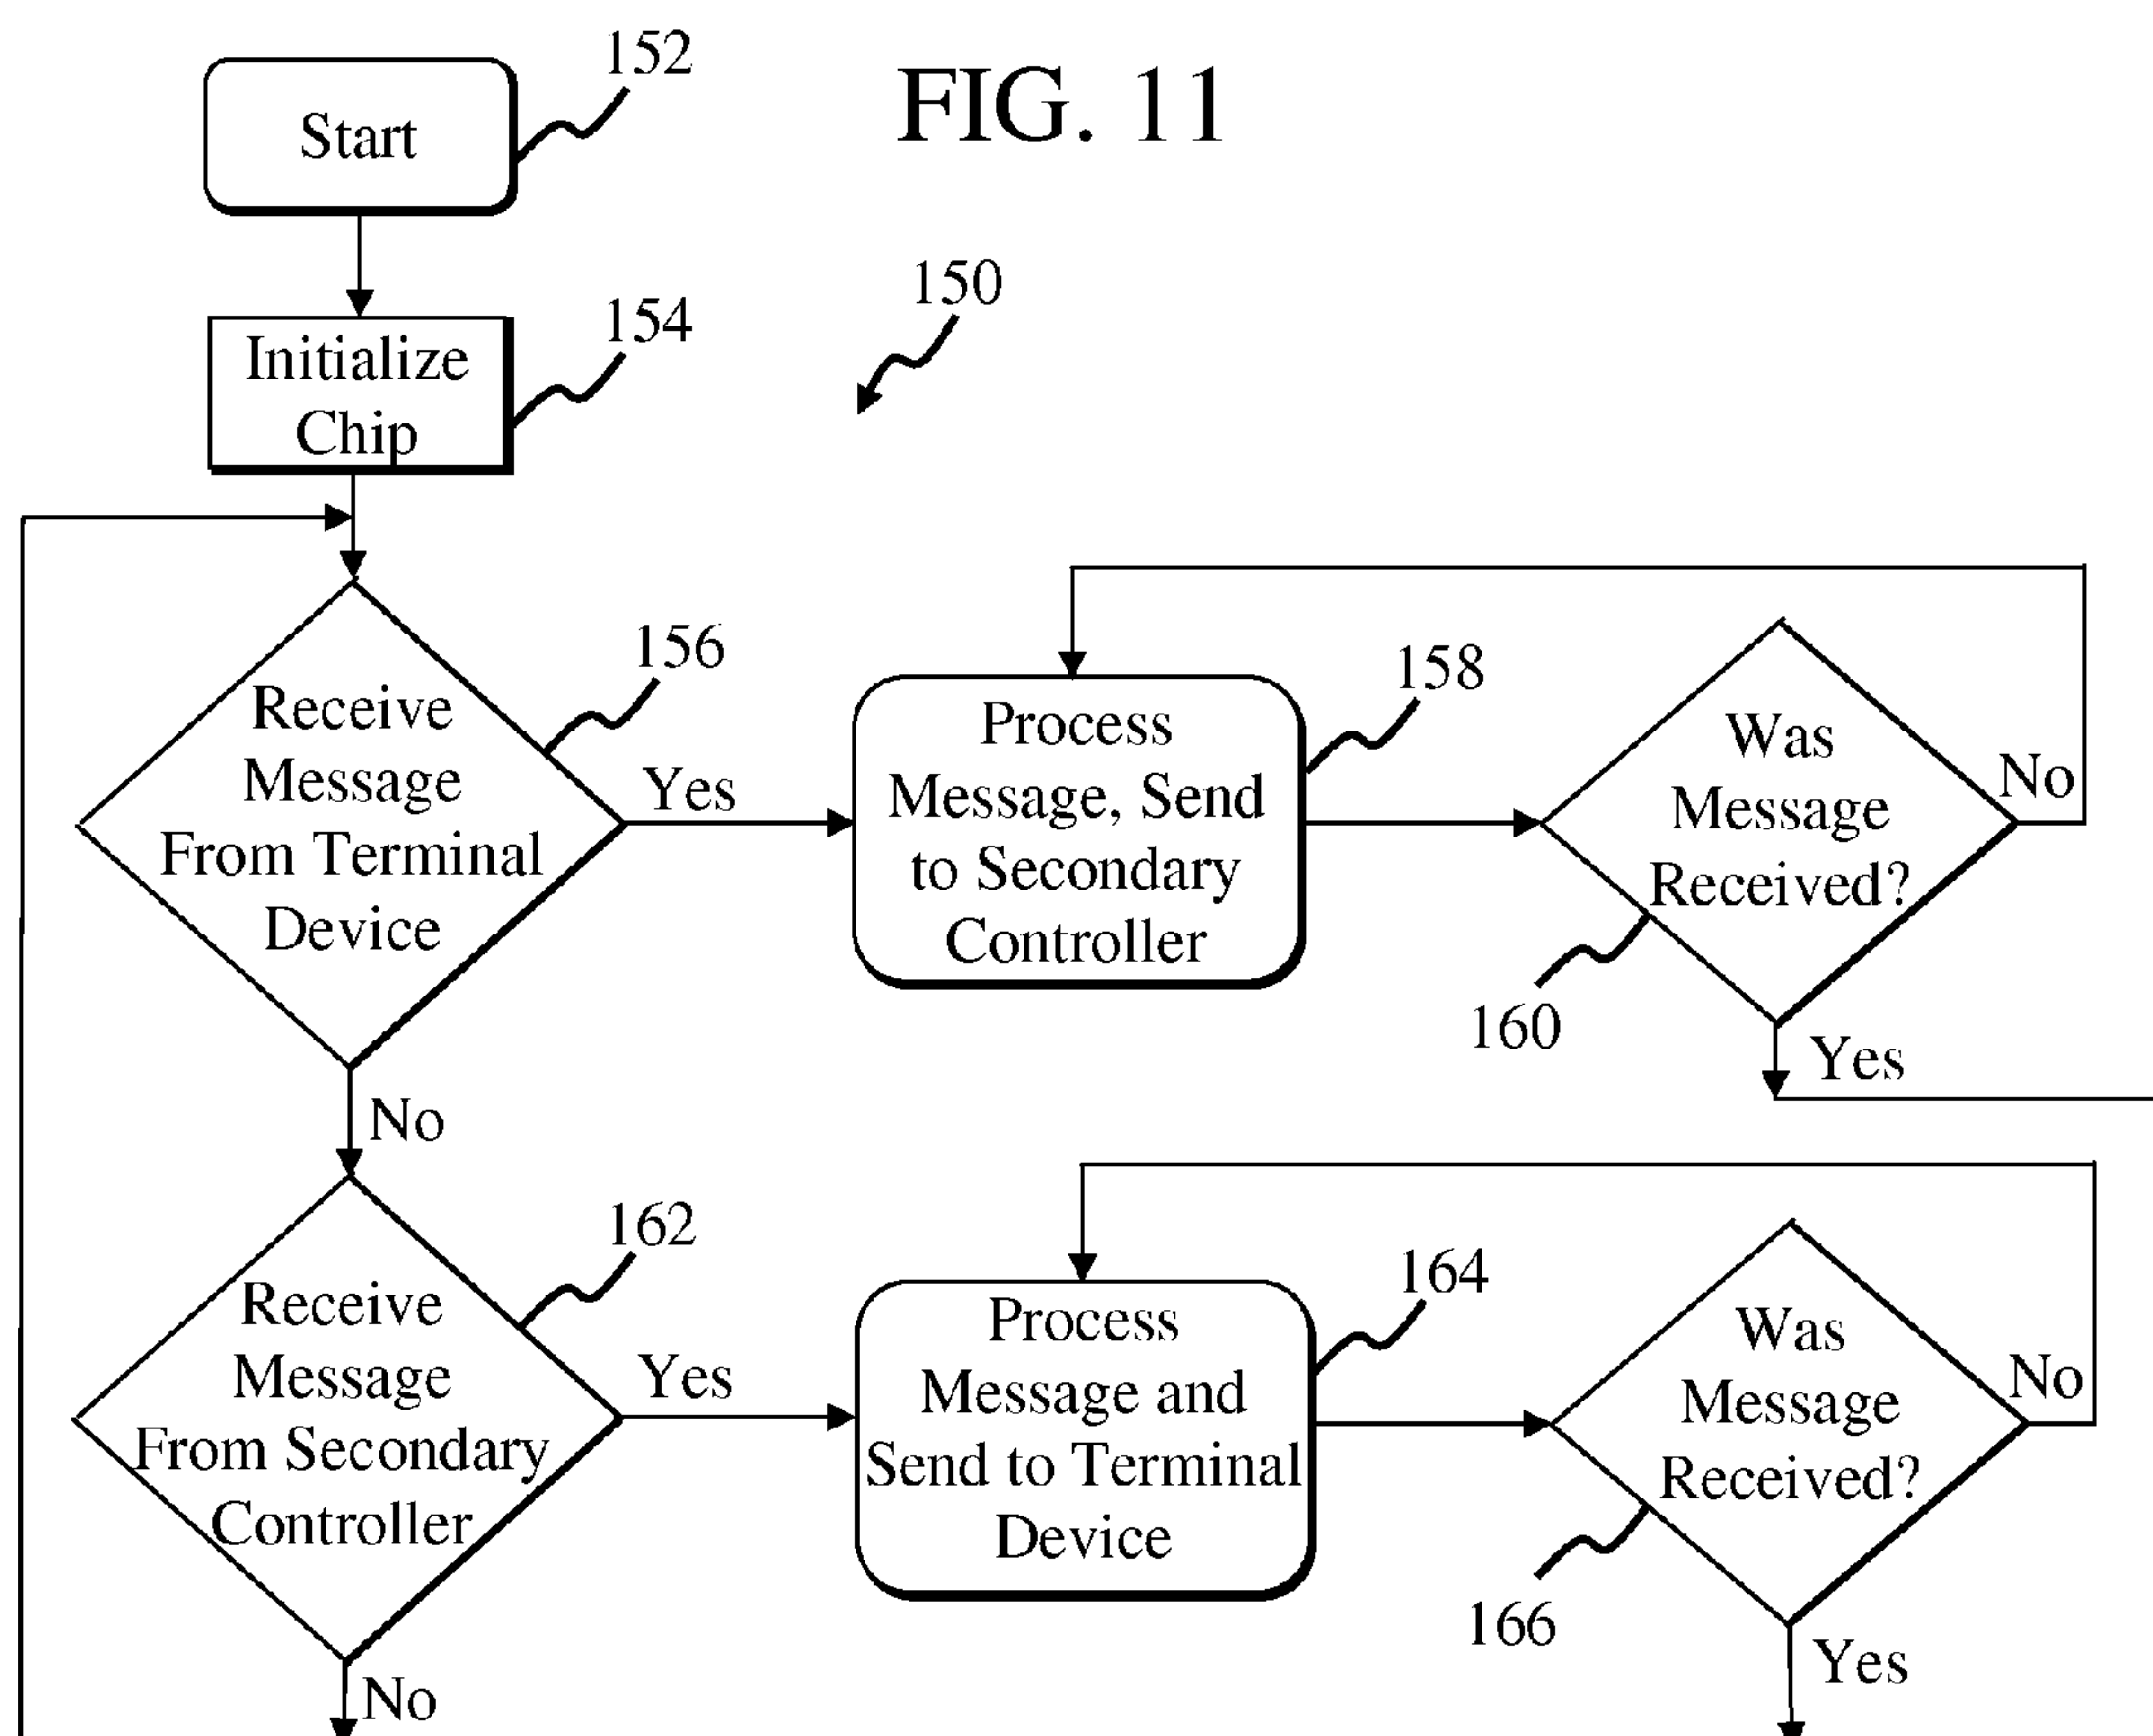 FIG. 11
152
Start
150
154
Initialize
Chip
156
Receive
Message
From Terminal
Device
Yes
158
Process
Message, Send
to Secondary
Controller
Was
Message
Received?
No
160
Yes
No
162
Receive
Message
From Secondary
Controller
Yes
164
Process
Message and
Send to Terminal
Device
Was
Message
Received?
No
166
Yes
No